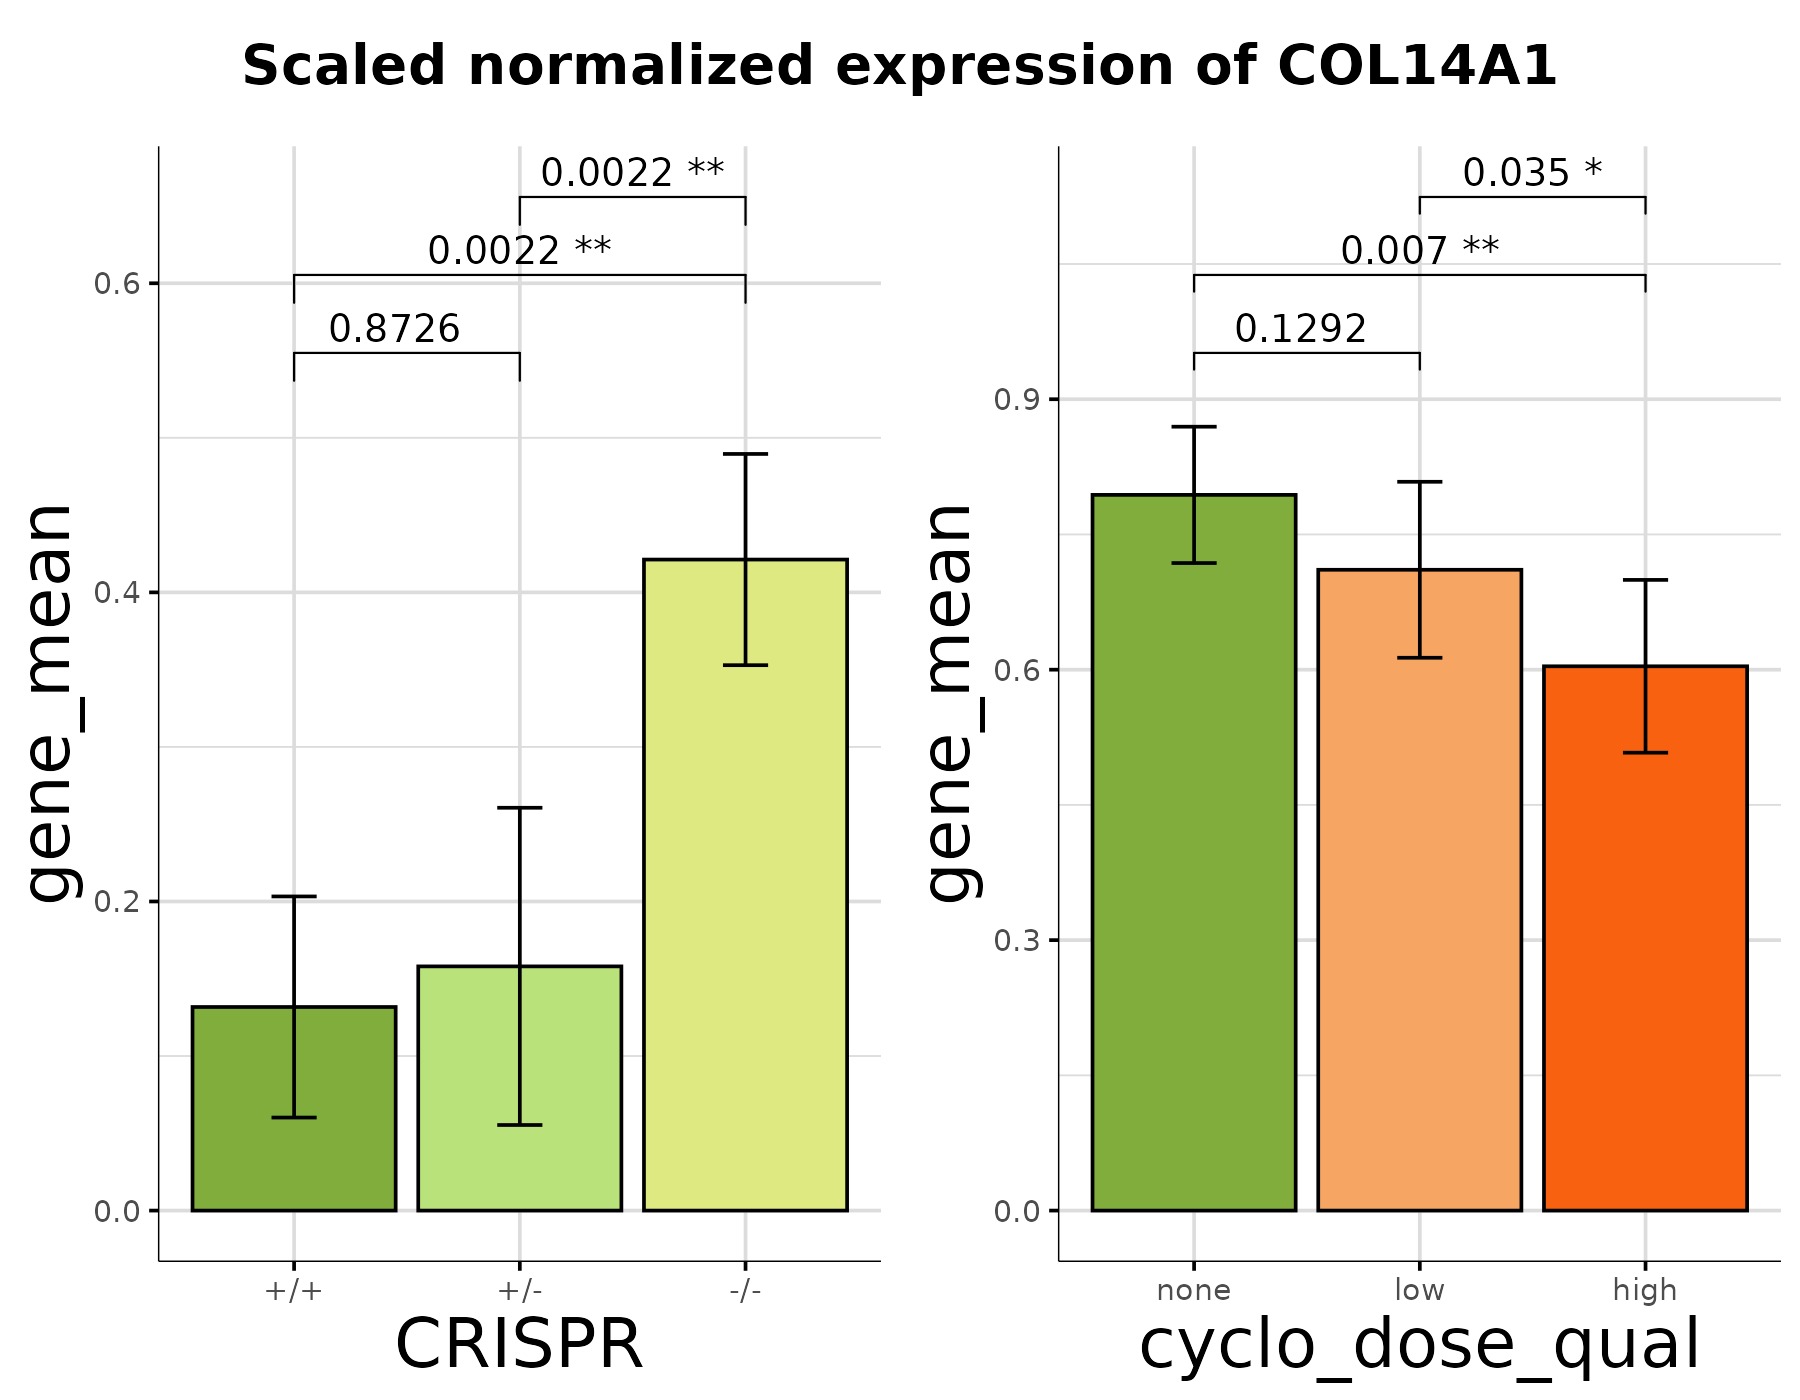 Scaled normalized expression of COL14A1
gene_mean
0.6
0.4
0.2
0.0
0.0022 **
0.0022 **
0.8726
+/+ +/- -/-
CRISPR
gene_mean
0.9
0.6
0.3
0.0
0.035 *
0.007 **
0.1292
none low high
cyclo_dose_qual